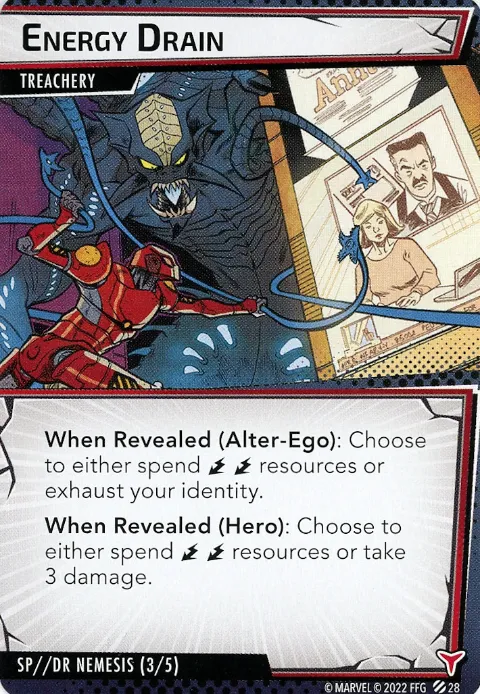 Energy Drain
TREACHERY
Annu
When Revealed (Alter-Ego): Choose
to either spend resources or
exhaust your identity.
When Revealed (Hero): Choose to
either spend resources or take
3 damage.
SP//DR NEMESIS (3/5)
© MARVEL © 2022 FFG 28